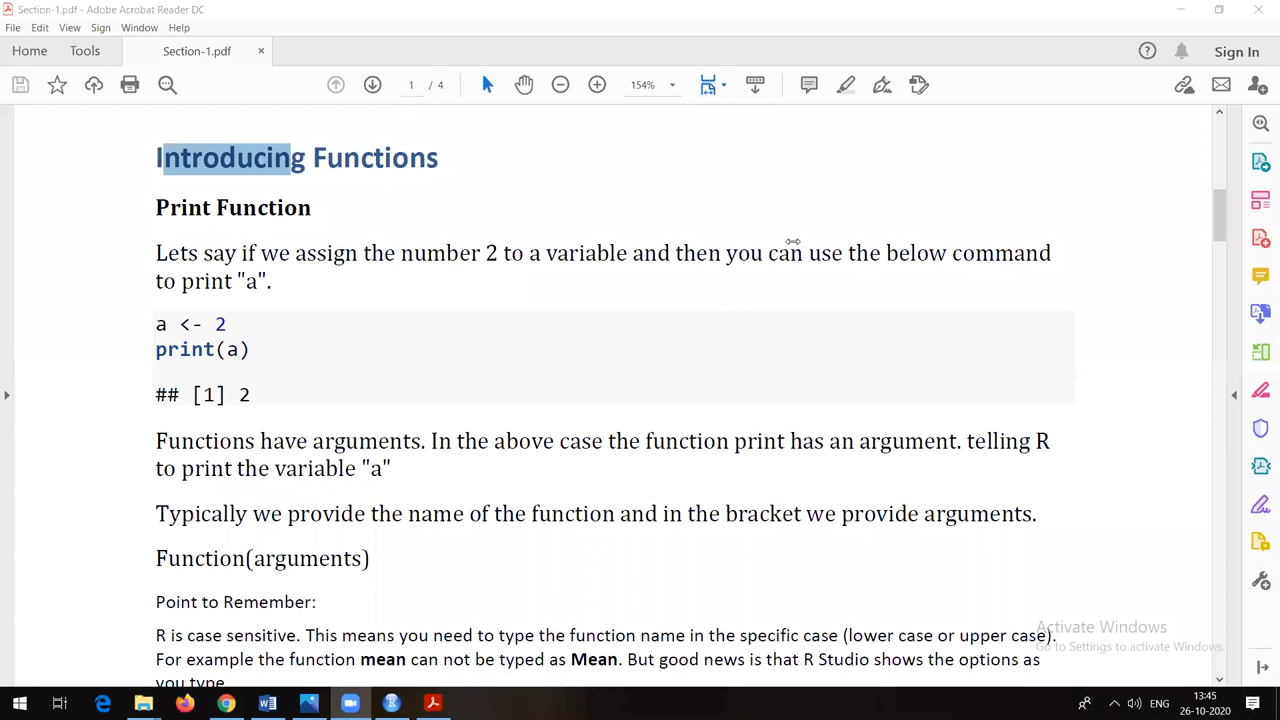 Section-1.pdf - Adobe Acrobat Reader DC
File Edit View Sign Window Help
Home Tools Section-1.pdf × Sign In
1 / 4 154%
Introducing Functions
Print Function
Lets say if we assign the number 2 to a variable and then you can use the below command
to print "a".
a <- 2
print(a)
## [1] 2
Functions have arguments. In the above case the function print has an argument. telling R
to print the variable "a"
Typically we provide the name of the function and in the bracket we provide arguments.
Function(arguments)
Point to Remember:
R is case sensitive. This means you need to type the function name in the specific case (lower case or upper case).
For example the function mean can not be typed as Mean. But good news is that R Studio shows the options as
you type
Activate Windows
Go to Settings to activate Windows.
ENG
13:45
26-10-2020